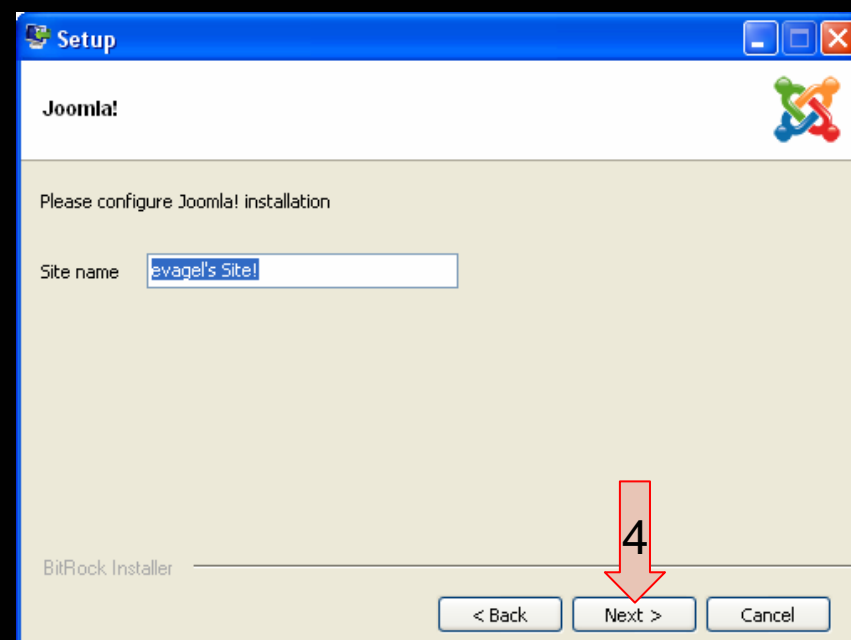 Setup
Joomla!
Please configure Joomla! installation
Site name evagel's Site!
4
BitRock Installer
< Back Next > Cancel